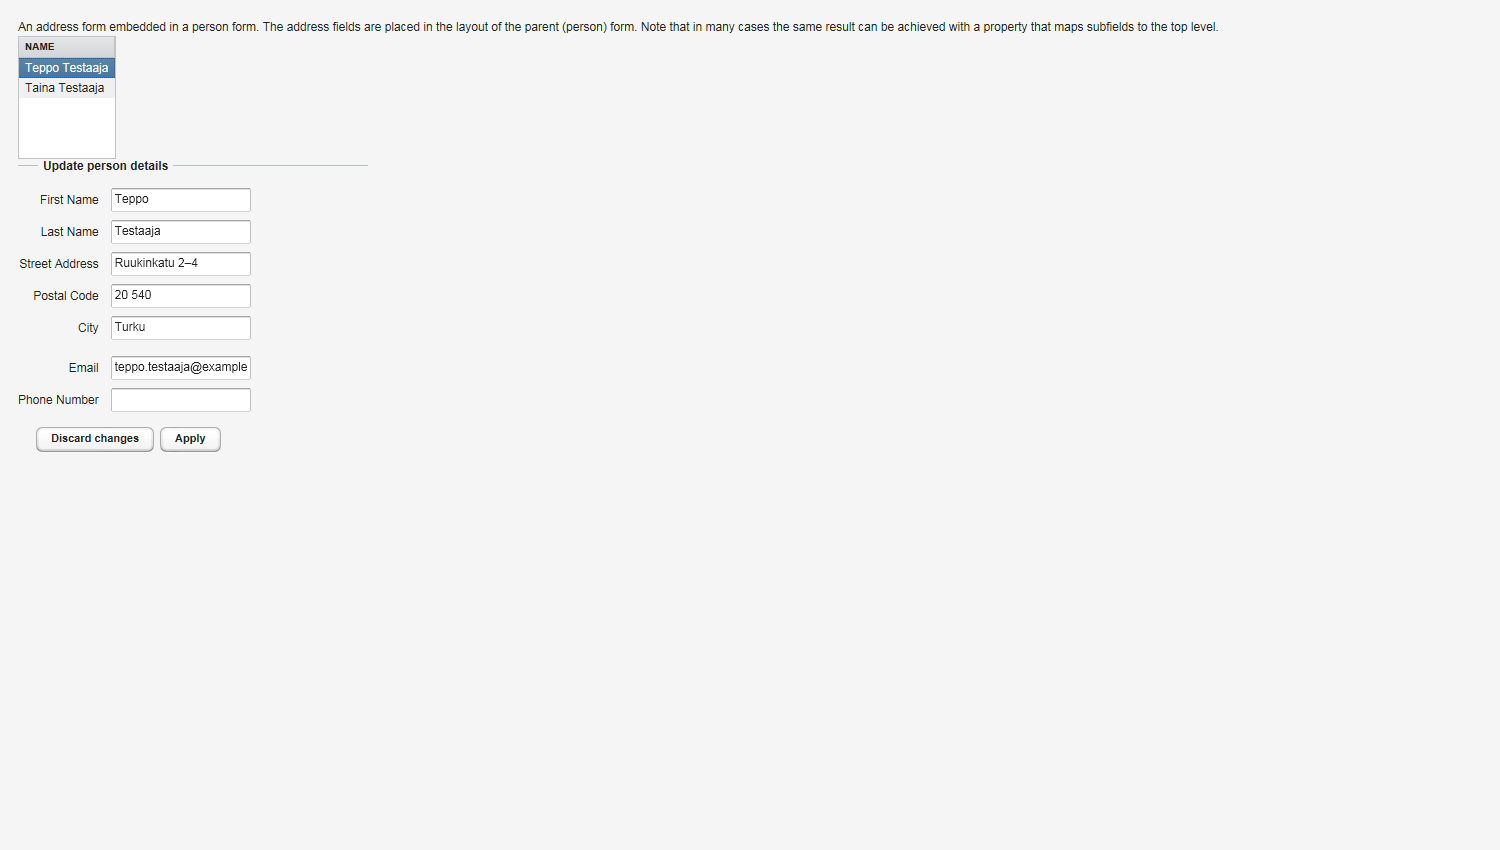 An address form embedded in a person form. The address fields are placed in the layout of the parent (person) form. Note that in many cases the same result can be achieved with a property that maps subfields to the top level.
NAME
Teppo Testaaja
Taina Testaaja
Update person details
First Name Teppo
Last Name Testaaja
Street Address Ruukinkatu 2–4
Postal Code 20 540
City Turku
Email teppo.testaaja@example
Phone Number
Discard changes Apply